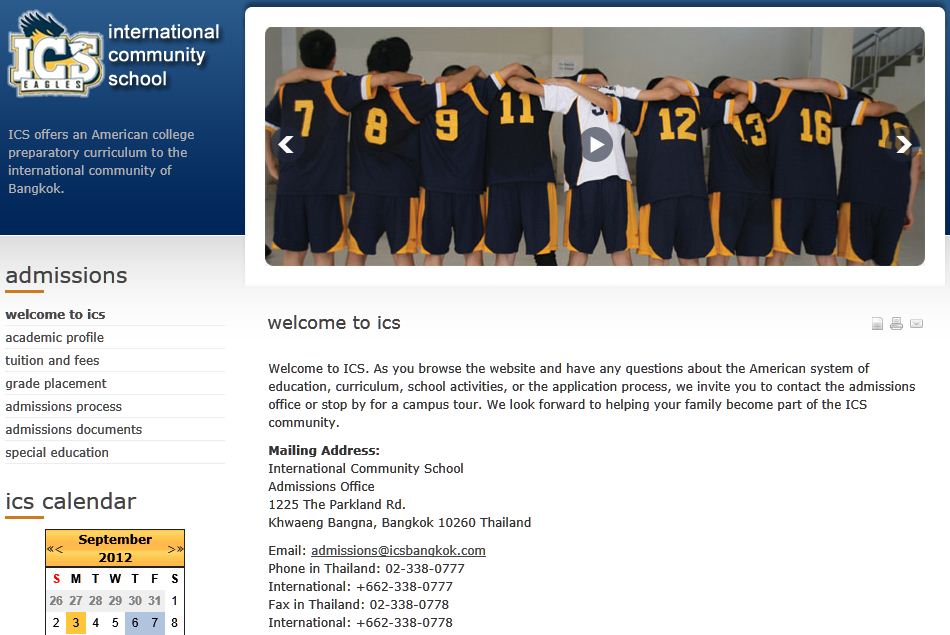 ICS
EAGLES
international
community
school
ICS offers an American college
preparatory curriculum to the
international community of
Bangkok.
7
8
9
11
12
13
16
admissions
welcome to ics
academic profile
tuition and fees
grade placement
admissions process
admissions documents
special education
ics calendar
«< September >»
2012
S M T W T F S
26 27 28 29 30 31 1
2 3 4 5 6 7 8
welcome to ics
Welcome to ICS. As you browse the website and have any questions about the American system of
education, curriculum, school activities, or the application process, we invite you to contact the admissions
office or stop by for a campus tour. We look forward to helping your family become part of the ICS
community.
Mailing Address:
International Community School
Admissions Office
1225 The Parkland Rd.
Khwaeng Bangna, Bangkok 10260 Thailand
Email: admissions@icsbangkok.com
Phone in Thailand: 02-338-0777
International: +662-338-0777
Fax in Thailand: 02-338-0778
International: +662-338-0778